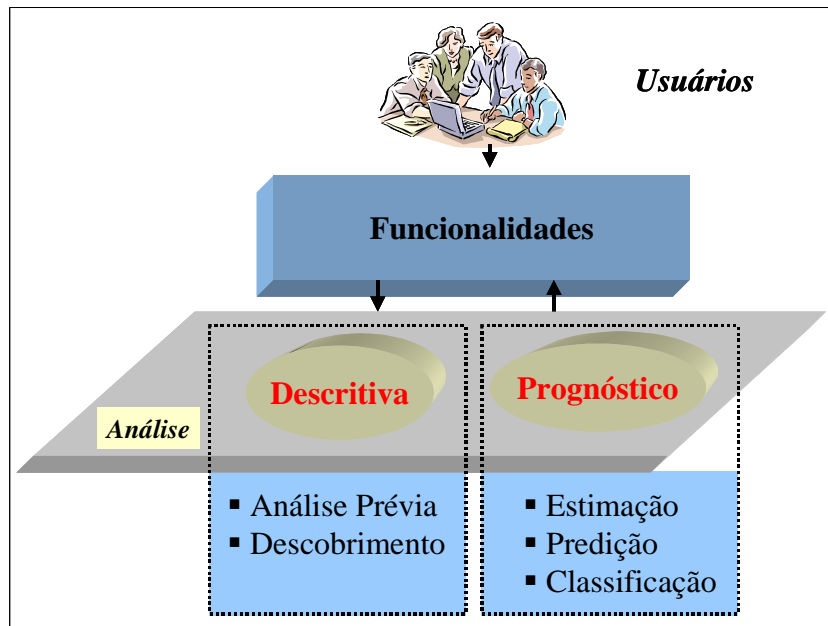 Usuários
Funcionalidades
Descritiva
Prognóstico
Análise
▪ Análise Prévia
▪ Descobrimento
▪ Estimação
▪ Predição
▪ Classificação